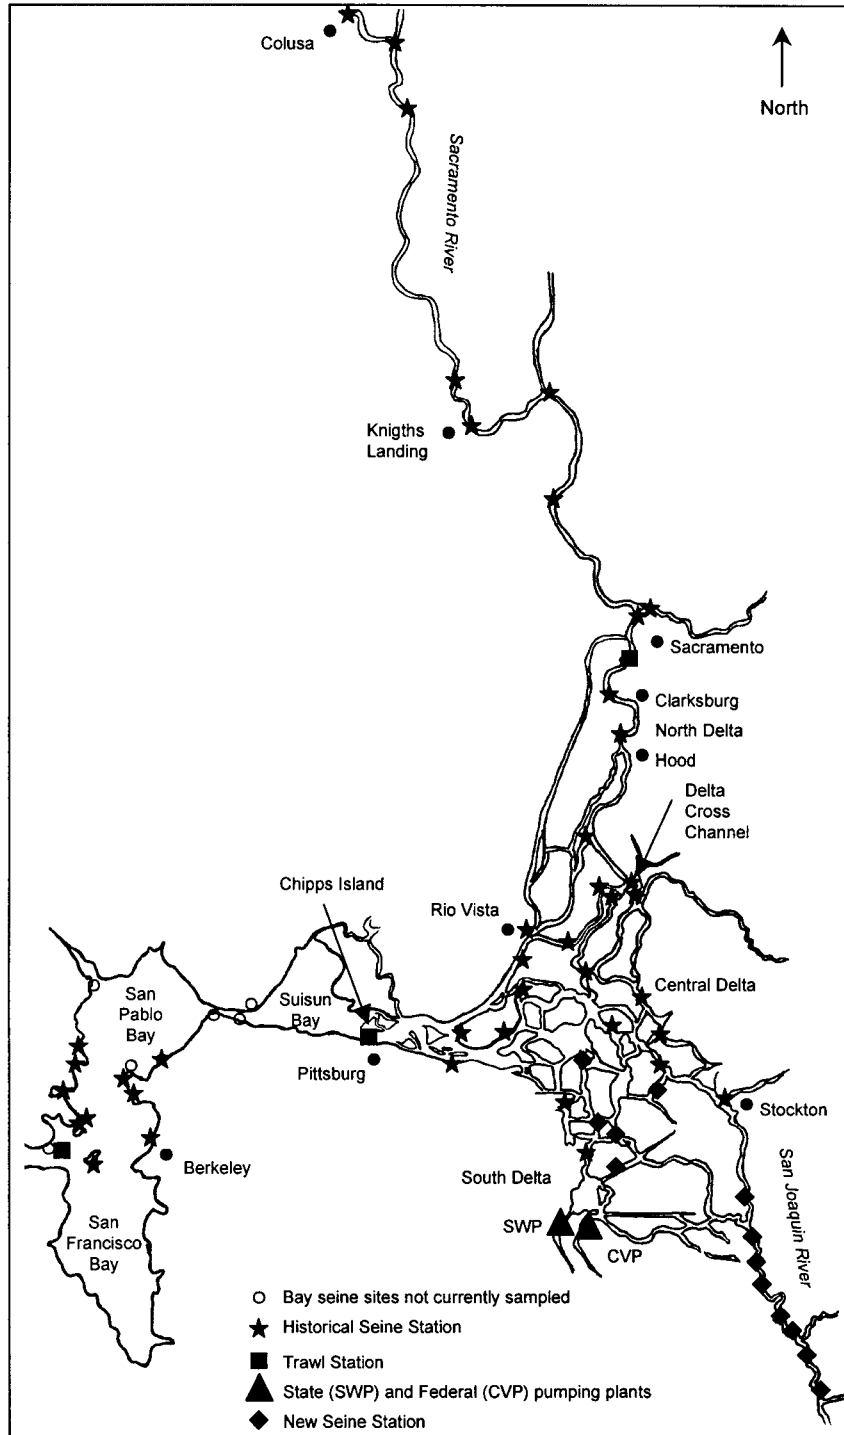 Colusa
North
Sacramento River
Knigths
Landing
Sacramento
Clarksburg
North Delta
Hood
Delta
Cross
Channel
Chipps Island
Rio Vista
San
Pablo
Bay
Suisun
Bay
Central Delta
Pittsburg
Stockton
Berkeley
South Delta
San Joaquin River
San
Francisco
Bay
SWP
CVP
Bay seine sites not currently sampled
Historical Seine Station
Trawl Station
State (SWP) and Federal (CVP) pumping plants
New Seine Station